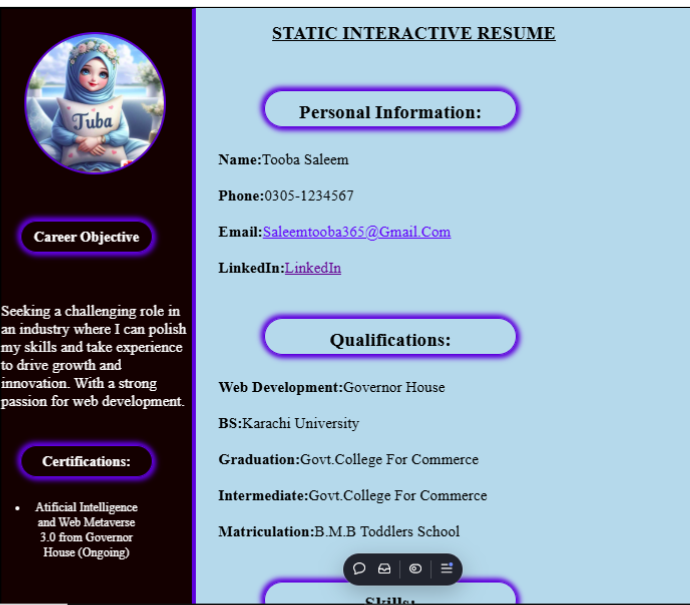 Tuba
Career Objective
Seeking a challenging role in
an industry where I can polish
my skills and take experience
to drive growth and
innovation. With a strong
passion for web development.
Certifications:
Atificial Intelligence
and Web Metaverse
3.0 from Governor
House (Ongoing)
STATIC INTERACTIVE RESUME
Personal Information:
Name:Tooba Saleem
Phone:0305-1234567
Email:Saleemtooba365@Gmail.Com
LinkedIn:LinkedIn
Qualifications:
Web Development:Governor House
BS:Karachi University
Graduation:Govt.College For Commerce
Intermediate:Govt.College For Commerce
Matriculation:B.M.B Toddlers School
Skills: